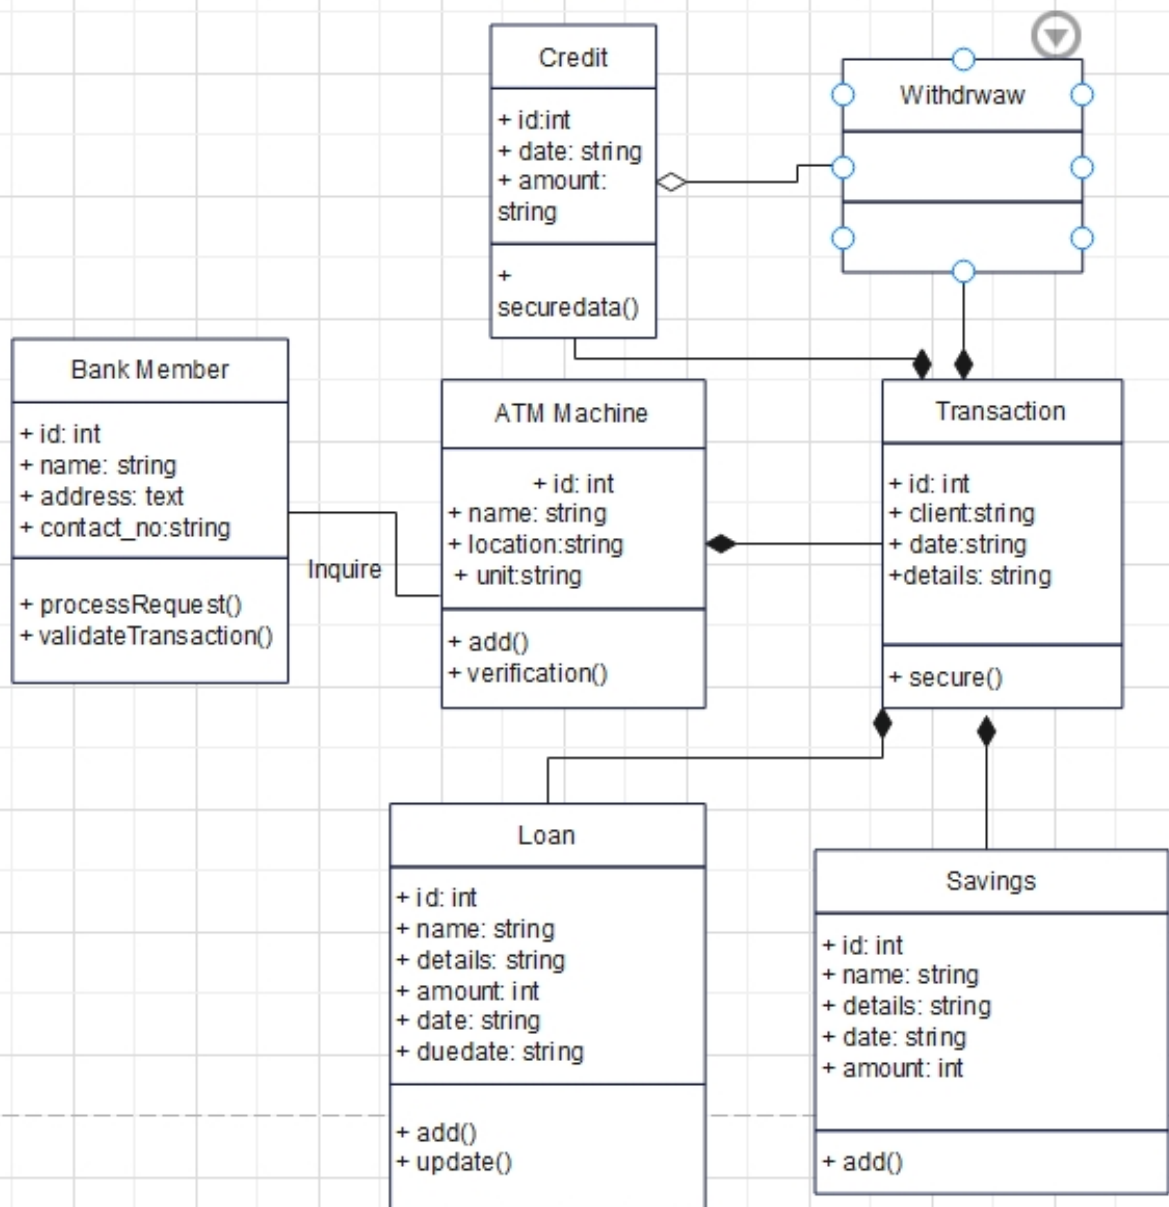 Credit
+ id:int
+ date: string
+ amount:
string
+
securedata()
Withdrwaw
Bank Member
+ id: int
+ name: string
+ address: text
+ contact_no:string
+ processRequest()
+ validateTransaction()
Inquire
ATM Machine
+ id: int
+ name: string
+ location:string
+ unit:string
+ add()
+ verification()
Transaction
+ id: int
+ client:string
+ date:string
+details: string
+ secure()
Loan
+ id: int
+ name: string
+ details: string
+ amount: int
+ date: string
+ duedate: string
+ add()
+ update()
Savings
+ id: int
+ name: string
+ details: string
+ date: string
+ amount: int
+ add()